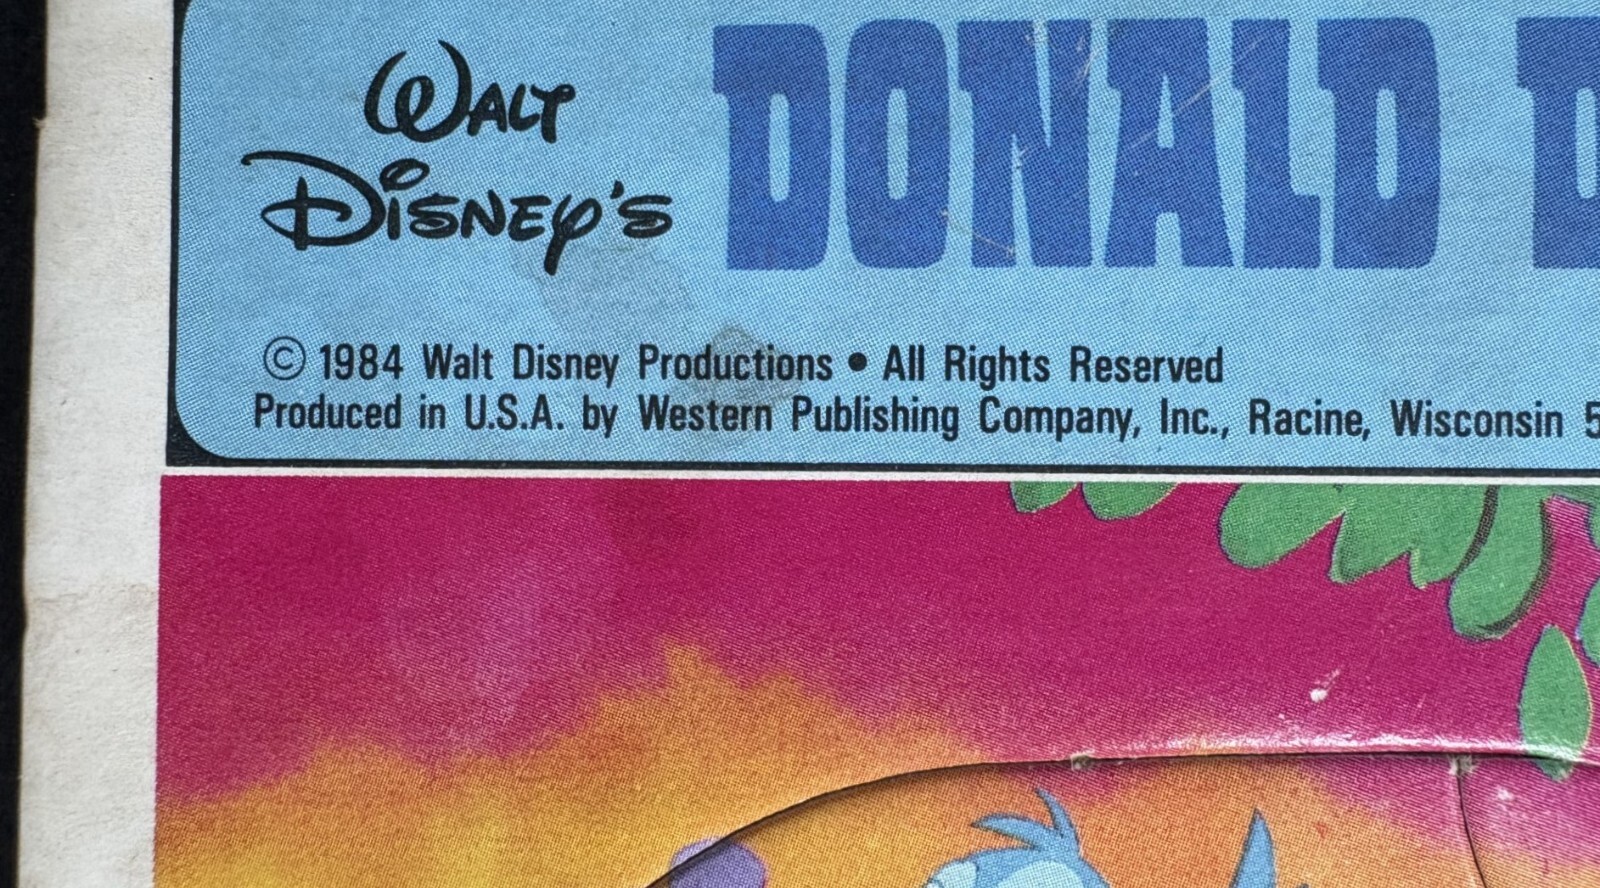 WALT
DISNEY'S
DONALD D
© 1984 Walt Disney Productions • All Rights Reserved
Produced in U.S.A. by Western Publishing Company, Inc., Racine, Wisconsin 5